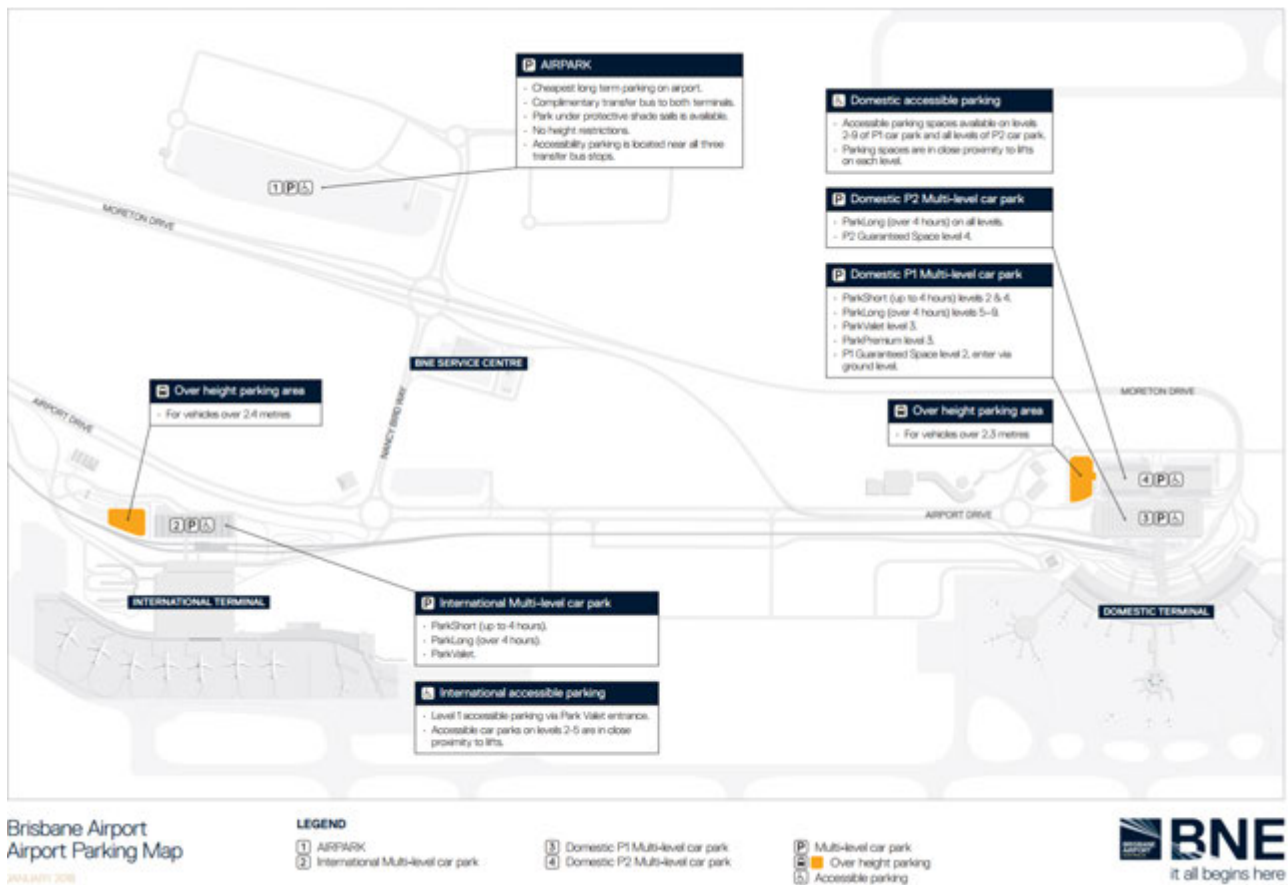 AIRPARK
- Cheapest long term parking on airport.
- Complimentary transfer bus to both terminals.
- Park under protective shade sails is available.
- No height restrictions.
- Accessibility parking is located near all three
transfer bus stops.
Domestic accessible parking
- Accessible parking spaces available on levels
2-9 of P1 car park and all levels of P2 car park.
- Parking spaces are in close proximity to lifts
on each level.
1 P
MORETON DRIVE
Domestic P2 Multi-level car park
- ParkLong (over 4 hours) on all levels.
- P2 Guaranteed Space level 4.
Domestic P1 Multi-level car park
- ParkShort (up to 4 hours) levels 2 & 4.
- ParkLong (over 4 hours) levels 5-9.
- ParkValet level 3.
- ParkPremium level 3.
- P1 Guaranteed Space level 2, enter via
ground level.
BNE SERVICE CENTRE
NANCY BIRD WAY
Over height parking area
- For vehicles over 2.4 metres
AIRPORT DRIVE
MORETON DRIVE
Over height parking area
- For vehicles over 2.3 metres
4 P
3 P
AIRPORT DRIVE
2 P
INTERNATIONAL TERMINAL
DOMESTIC TERMINAL
International Multi-level car park
- ParkShort (up to 4 hours).
- ParkLong (over 4 hours).
- ParkValet.
International accessible parking
- Level 1 accessible parking via Park Valet entrance.
- Accessible car parks on levels 2-5 are in close
proximity to lifts.
Brisbane Airport
Airport Parking Map
JANUARY 2018
LEGEND
1 AIRPARK
2 International Multi-level car park
3 Domestic P1 Multi-level car park
4 Domestic P2 Multi-level car park
P Multi-level car park
Over height parking
Accessible parking
BRISBANE
AIRPORT
BNE
it all begins here